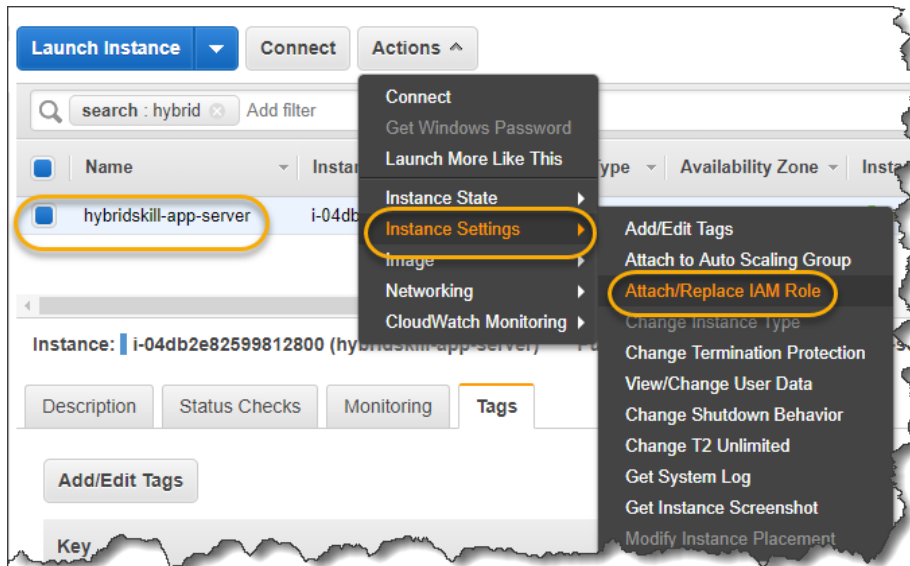 Launch Instance
Connect
Actions
search : hybrid
Add filter
Connect
Get Windows Password
Launch More Like This
Name
Instan
ype
Availability Zone
Insta
Instance State
hybridskill-app-server
i-04db
Instance Settings
Add/Edit Tags
Image
Attach to Auto Scaling Group
Networking
Attach/Replace IAM Role
CloudWatch Monitoring
Change Instance Type
Instance: i-04db2e82599812800 (hybridskill-app-server)
Change Termination Protection
View/Change User Data
Description
Status Checks
Monitoring
Tags
Change Shutdown Behavior
Change T2 Unlimited
Add/Edit Tags
Get System Log
Get Instance Screenshot
Key
Modify Instance Placement